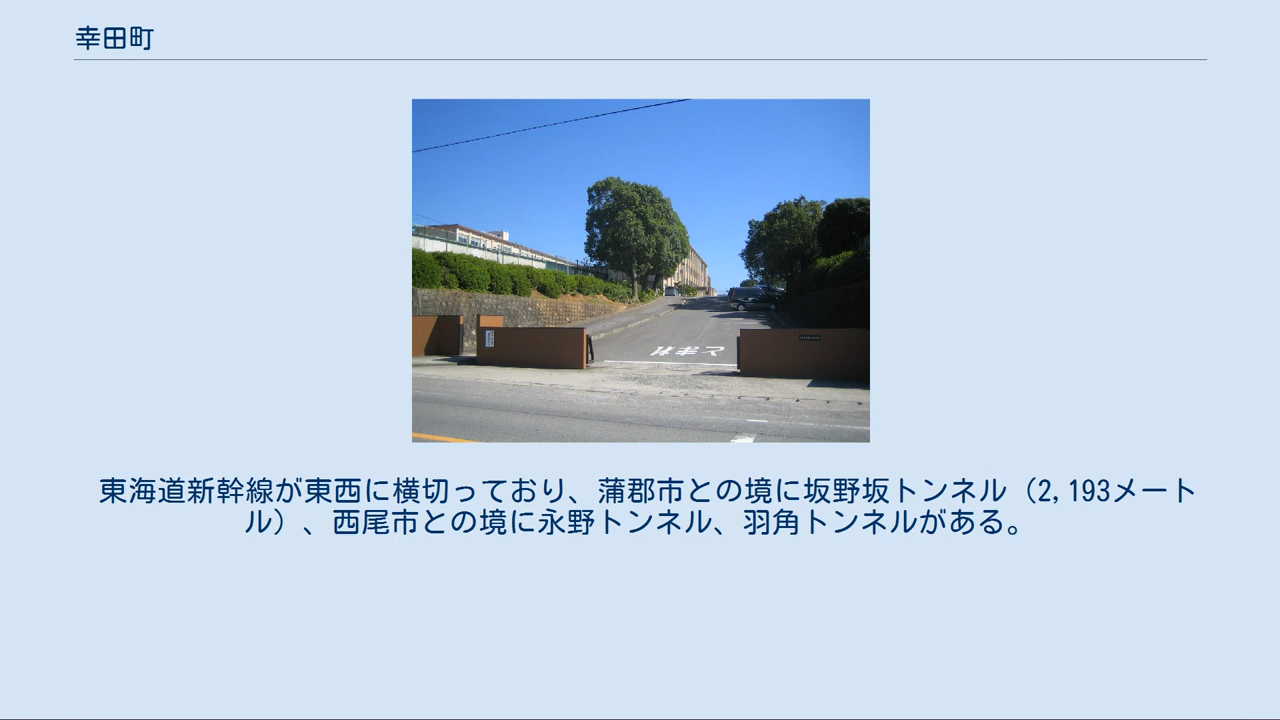 幸田町
とまれ
東海道新幹線が東西に横切っており、蒲郡市との境に坂野坂トンネル（2,193メート
ル）、西尾市との境に永野トンネル、羽角トンネルがある。